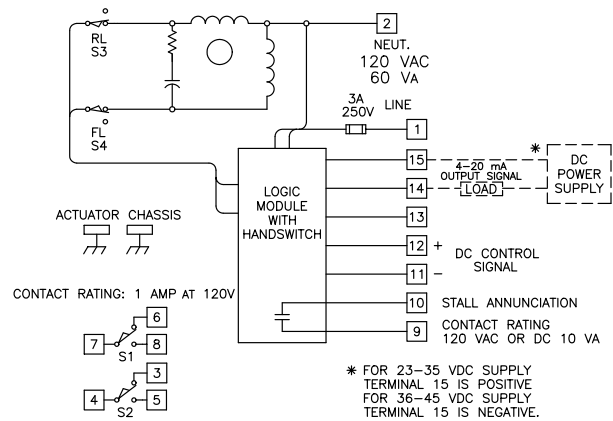 RL
S3
2
NEUT.
120 VAC
60 VA
3A
250V
LINE
1
FL
S4
15
4-20 mA
OUTPUT SIGNAL
*
DC
POWER
SUPPLY
14
LOAD
LOGIC
MODULE
WITH
HANDSWITCH
13
ACTUATOR CHASSIS
12 +
DC CONTROL
SIGNAL
11 -
CONTACT RATING: 1 AMP AT 120V
10 STALL ANNUNCIATION
9 CONTACT RATING
120 VAC OR DC 10 VA
6
7
8
S1
3
4
5
S2
* FOR 23-35 VDC SUPPLY
TERMINAL 15 IS POSITIVE
FOR 36-45 VDC SUPPLY
TERMINAL 15 IS NEGATIVE.